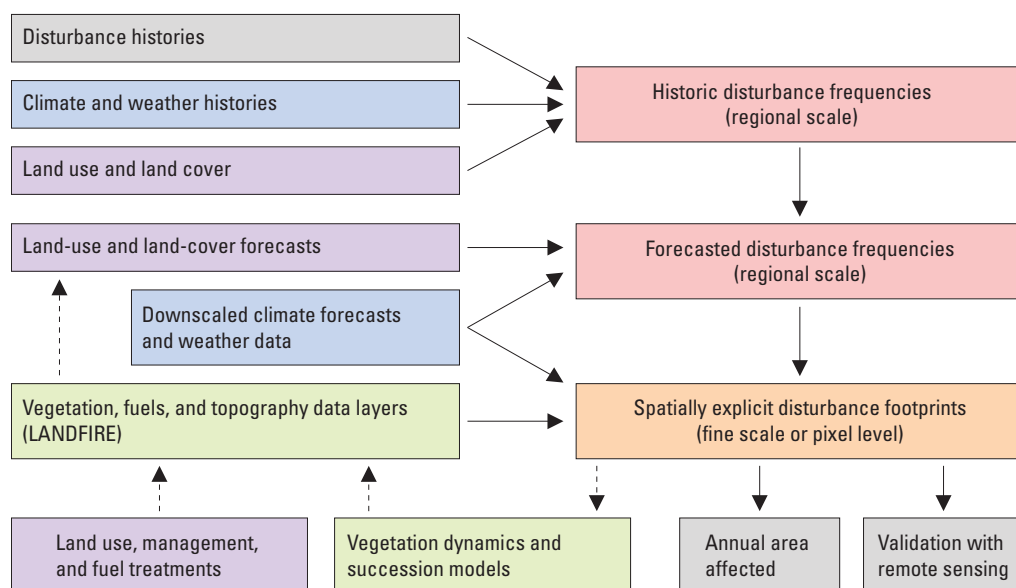 Disturbance histories
Climate and weather histories
Land use and land cover
Historic disturbance frequencies
(regional scale)
Land-use and land-cover forecasts
Forecasted disturbance frequencies
(regional scale)
Downscaled climate forecasts
and weather data
Vegetation, fuels, and topography data layers
(LANDFIRE)
Spatially explicit disturbance footprints
(fine scale or pixel level)
Land use, management,
and fuel treatments
Vegetation dynamics and
succession models
Annual area
affected
Validation with
remote sensing